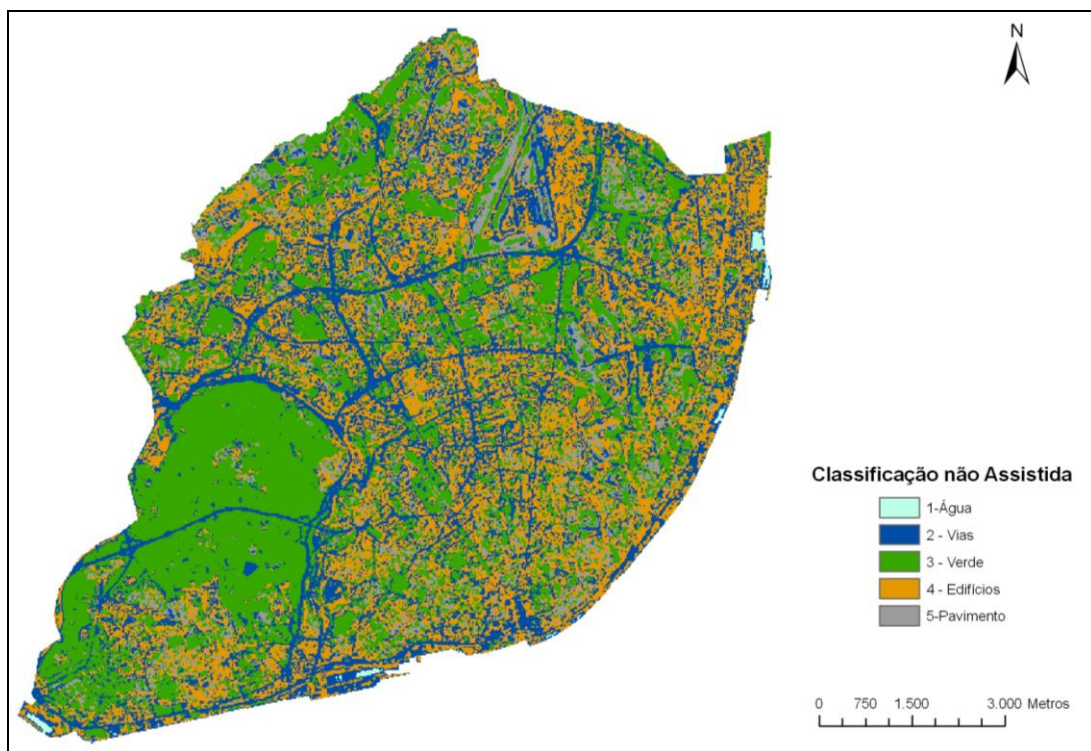 N
Classificação não Assistida
1-Água
2 - Vias
3 - Verde
4 - Edifícios
5-Pavimento
0 750 1.500 3.000 Metros